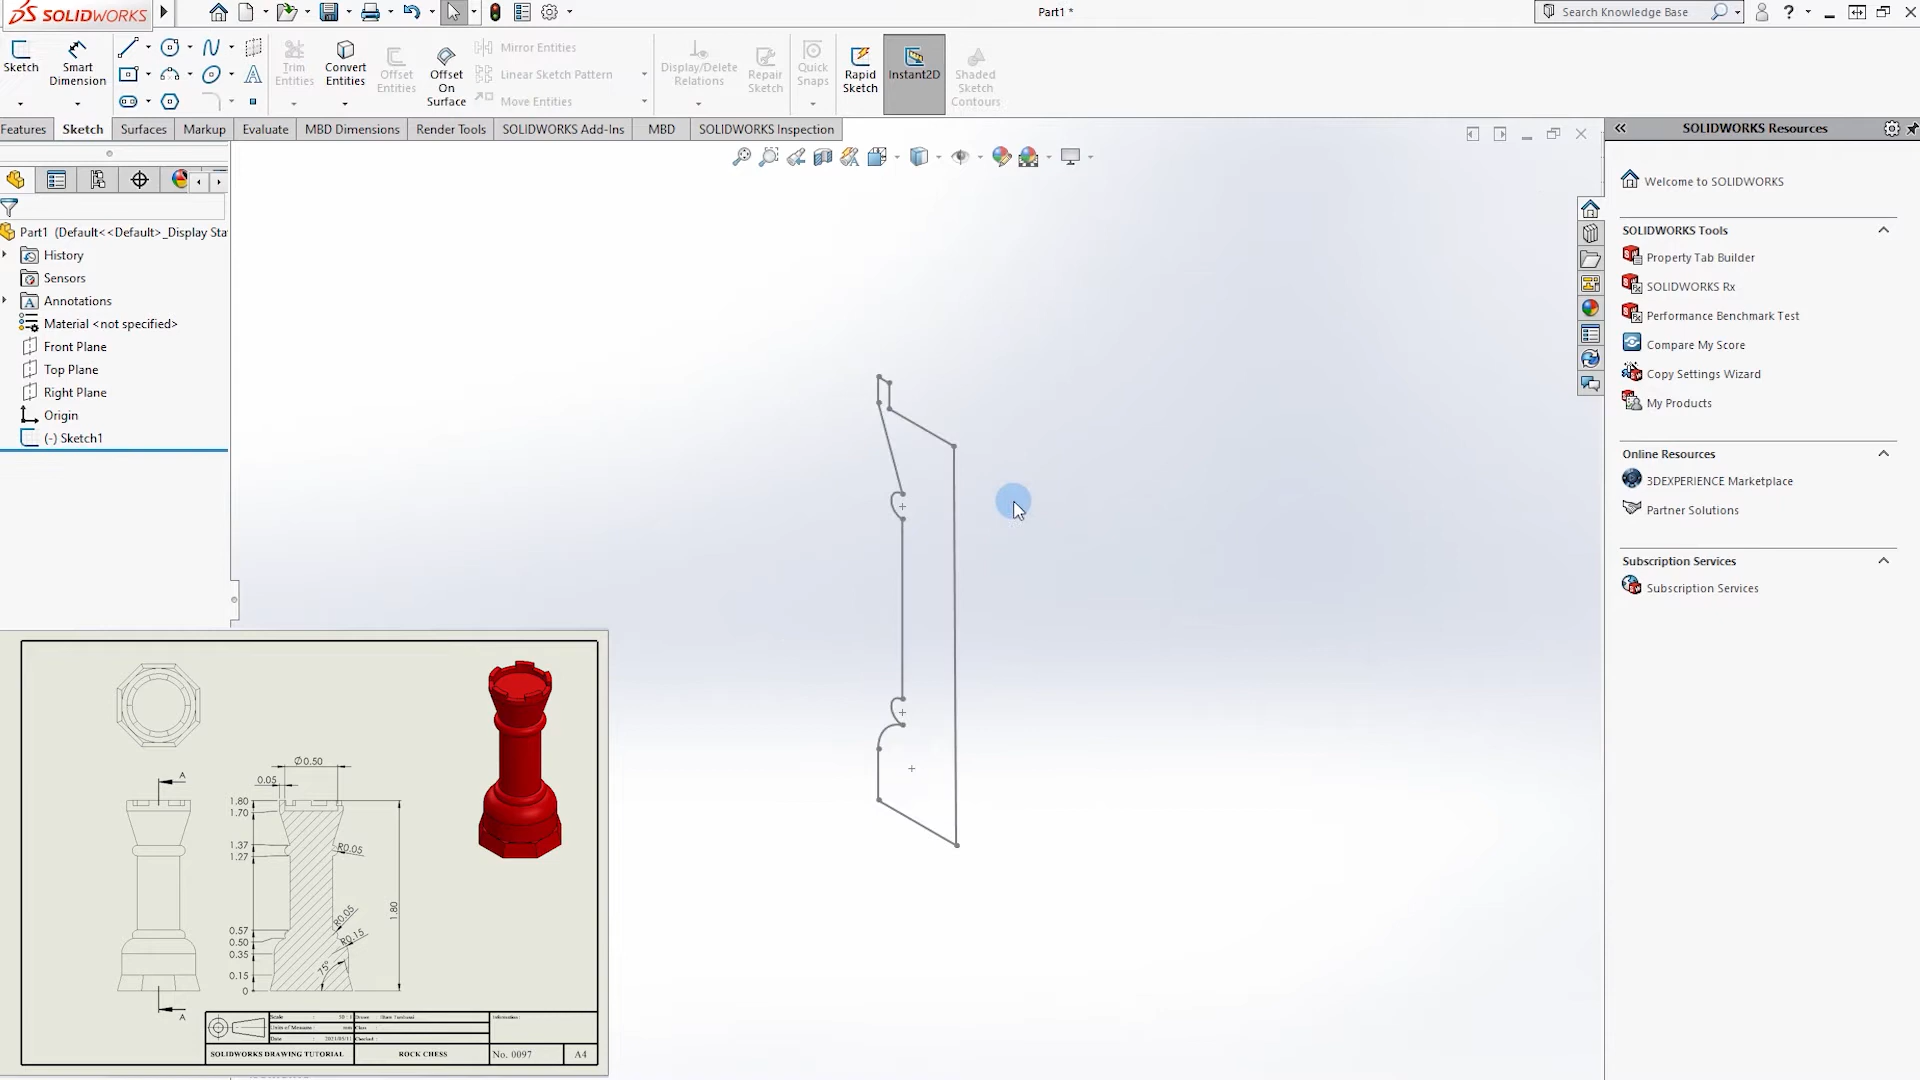 SOLIDWORKS
Part1 *
Search Knowledge Base
Sketch
Smart Dimension
Trim Entities
Convert Entities
Offset Entities
Offset On Surface
Mirror Entities
Linear Sketch Pattern
Move Entities
Display/Delete Relations
Repair Sketch
Quick Snaps
Rapid Sketch
Instant2D
Shaded Sketch Contours
Features
Sketch
Surfaces
Markup
Evaluate
MBD Dimensions
Render Tools
SOLIDWORKS Add-Ins
MBD
SOLIDWORKS Inspection
Part1 (Default<<Default>_Display Sta
History
Sensors
Annotations
Material <not specified>
Front Plane
Top Plane
Right Plane
Origin
(-) Sketch1
SOLIDWORKS Resources
Welcome to SOLIDWORKS
SOLIDWORKS Tools
Property Tab Builder
SOLIDWORKS Rx
Performance Benchmark Test
Compare My Score
Copy Settings Wizard
My Products
Online Resources
3DEXPERIENCE Marketplace
Partner Solutions
Subscription Services
Subscription Services
Ø0.50
0.05
A
1.80
1.70
1.37
1.27
R0.05
1.80
0.57
0.50
0.35
0.15
0
R0.05
R0.15
75°
A
SOLIDWORKS DRAWING TUTORIAL
ROCK CHESS
No. 0097
A4